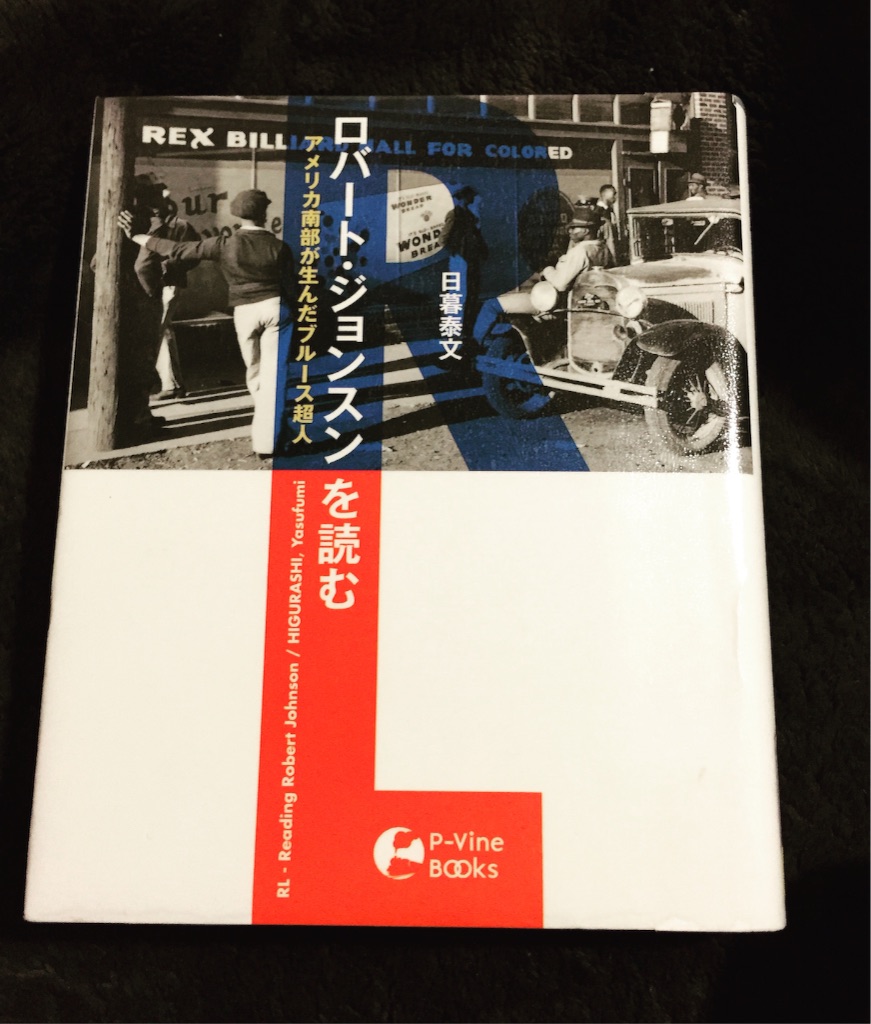 REX BILLIARD HALL FOR COLORED
ロバート・ジョンスンを読む
アメリカ南部が生んだブルース超人
日暮泰文
WONDER
BREAD
WOND
BREA
RL - Reading Robert Johnson / HIGURASHI, Yasufumi
P-Vine
BOOks